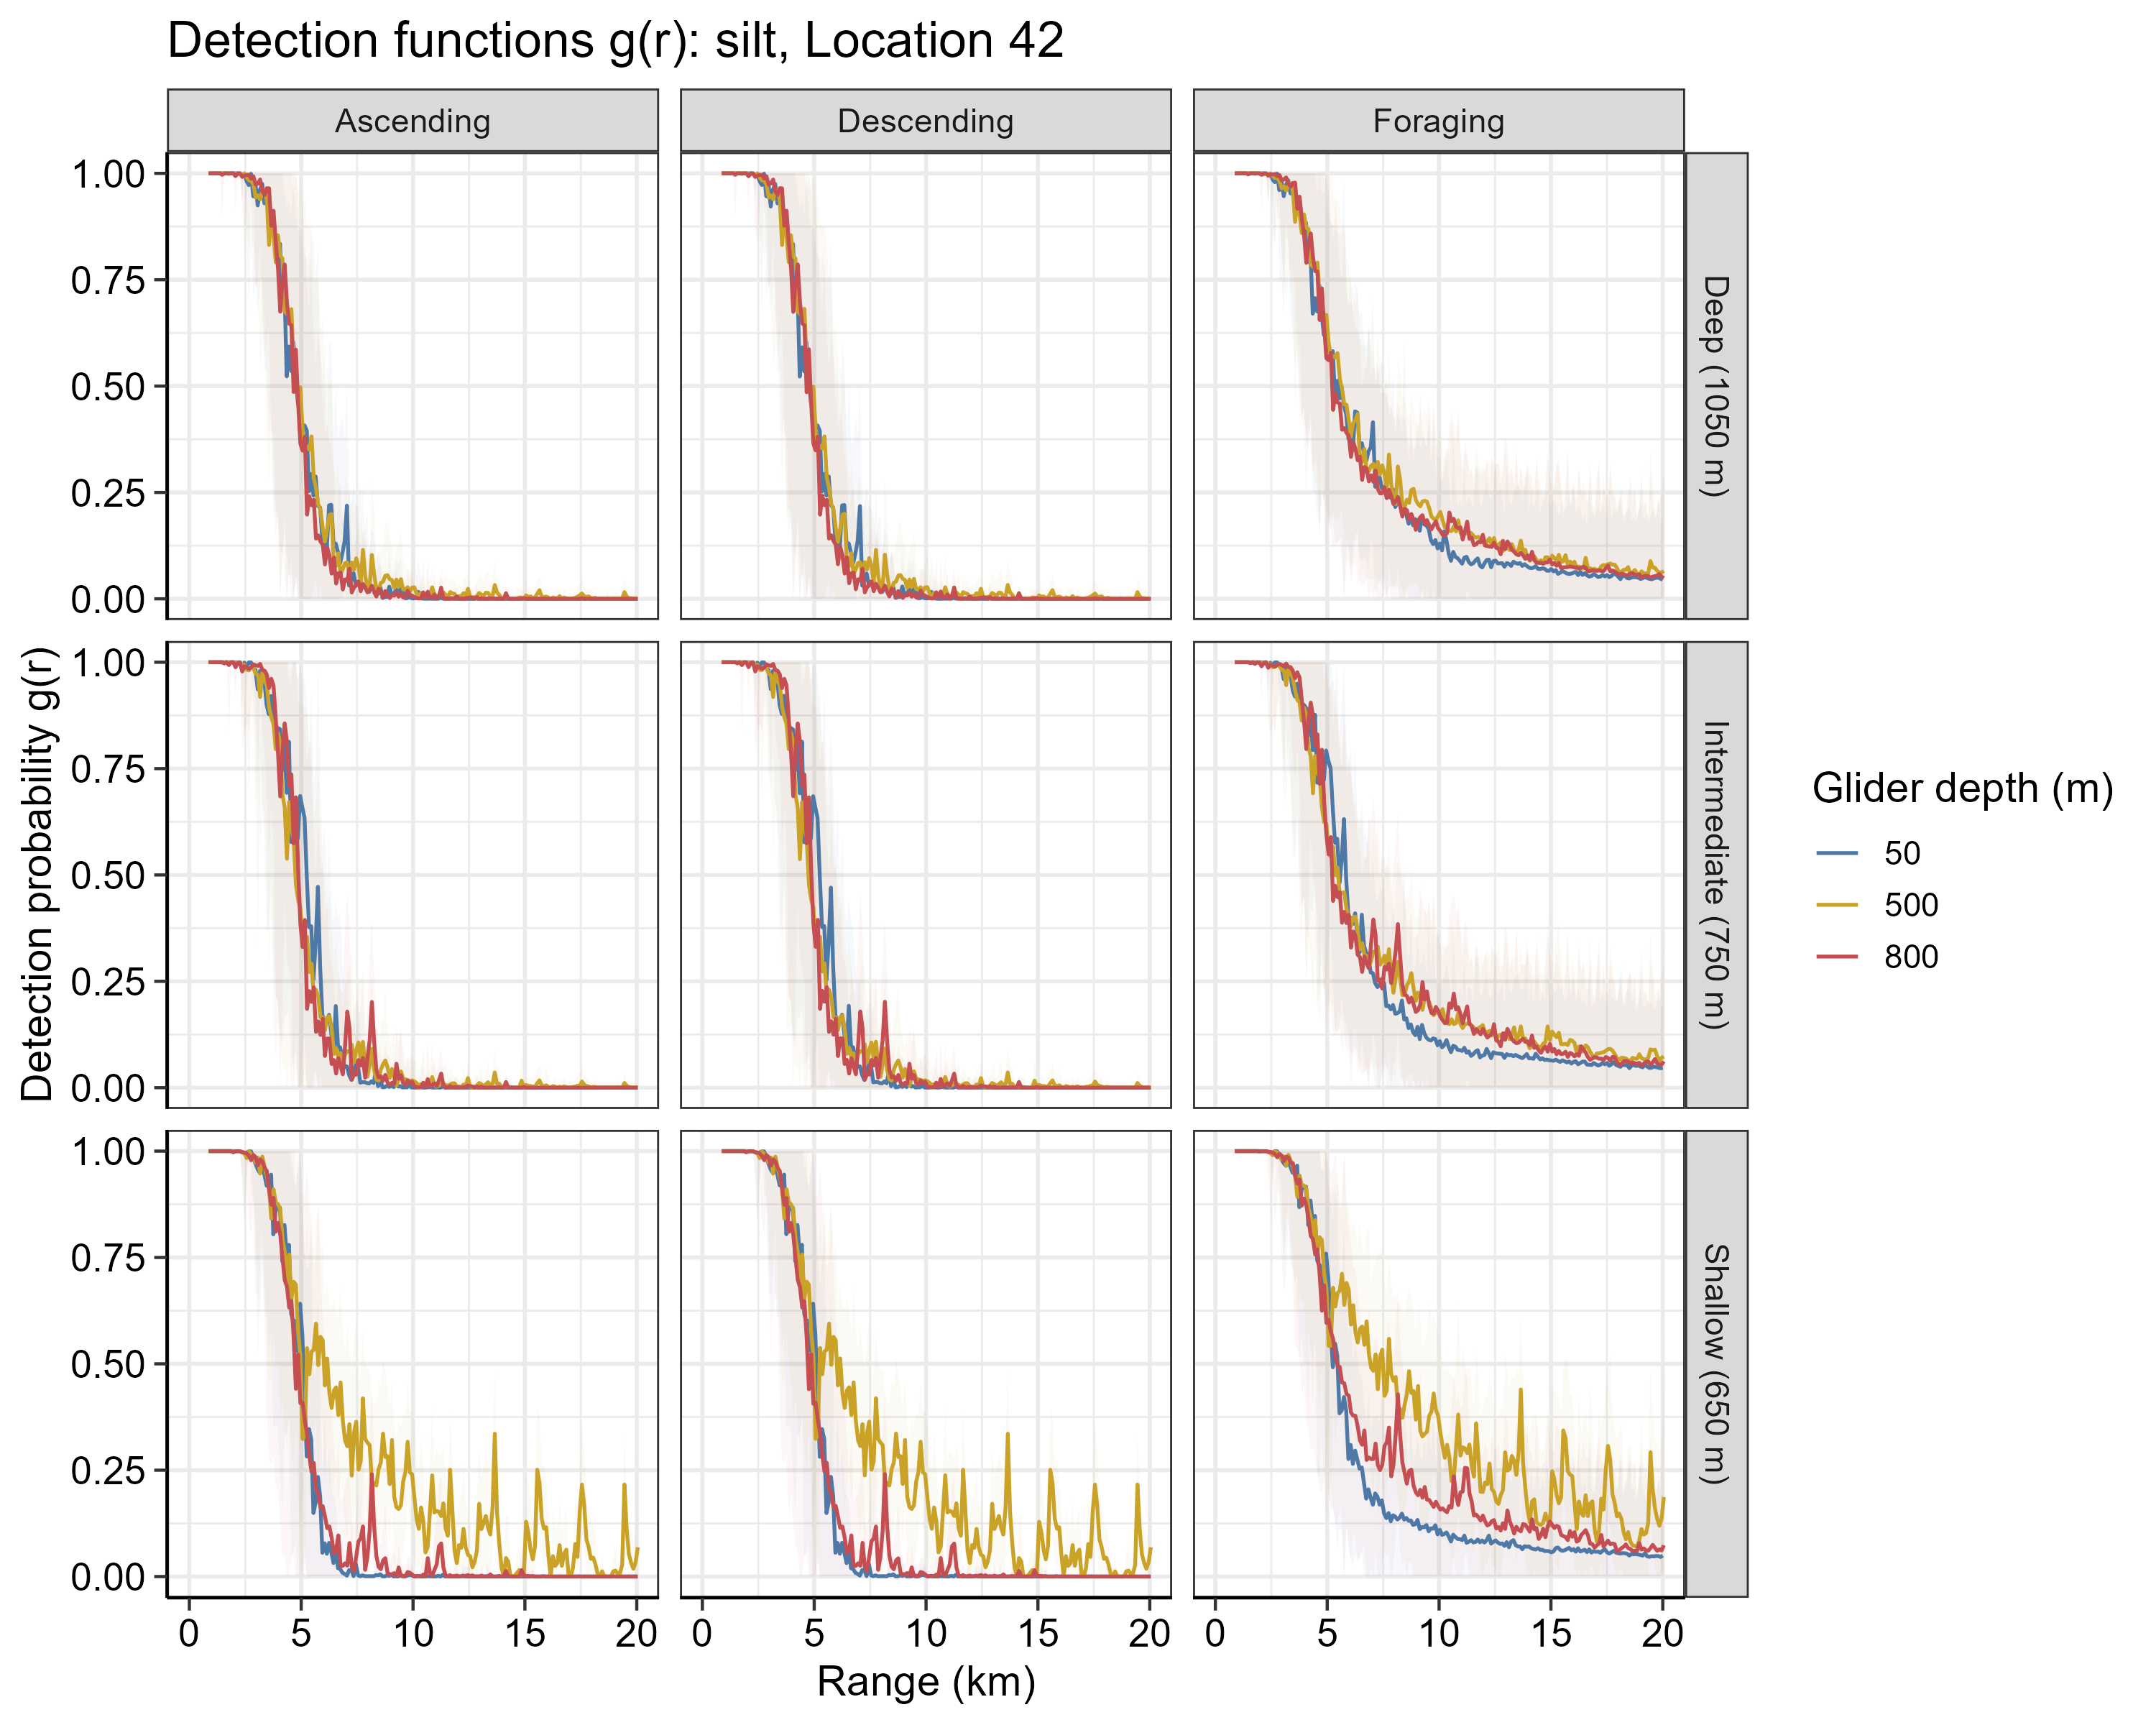 Detection functions g(r): silt, Location 42
Ascending
Descending
Foraging
1.00
0.75
0.50
0.25
0.00
Deep (1050 m)
1.00
0.75
0.50
0.25
0.00
Intermediate (750 m)
1.00
0.75
0.50
0.25
0.00
Shallow (650 m)
Detection probability g(r)
0 5 10 15 20
0 5 10 15 20
0 5 10 15 20
Range (km)
Glider depth (m)
50
500
800